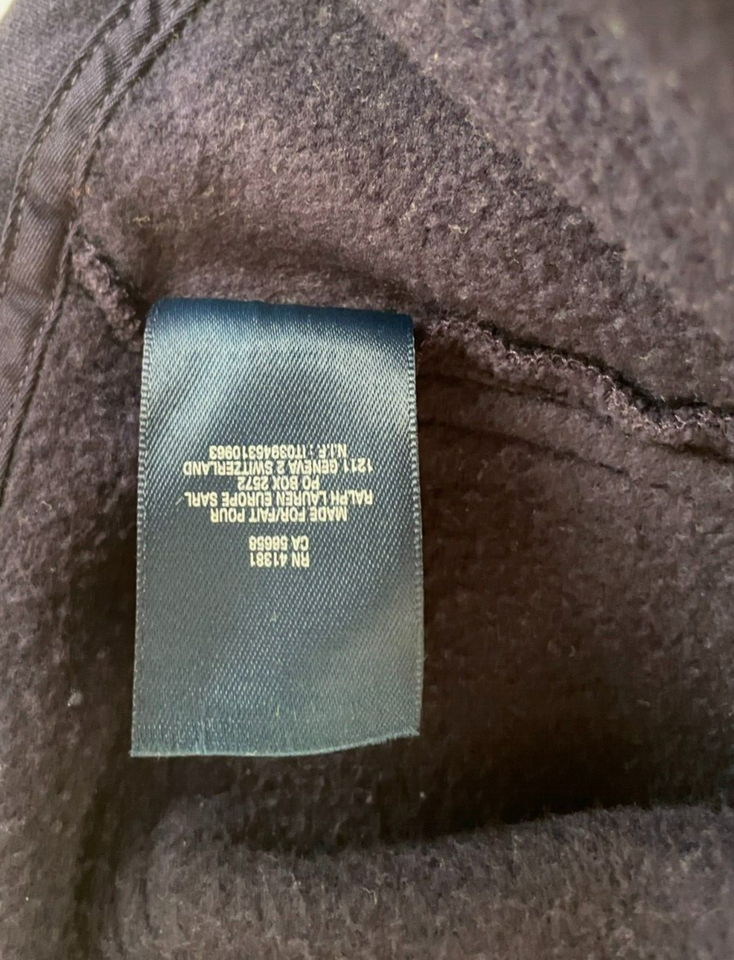 RN 41381
CA 56658
MADE FOR/FAIT POUR
RALPH LAUREN EUROPE SARL
PO BOX 2572
1211 GENEVA 2 SWITZERLAND
N.I.F.: IT03945310963